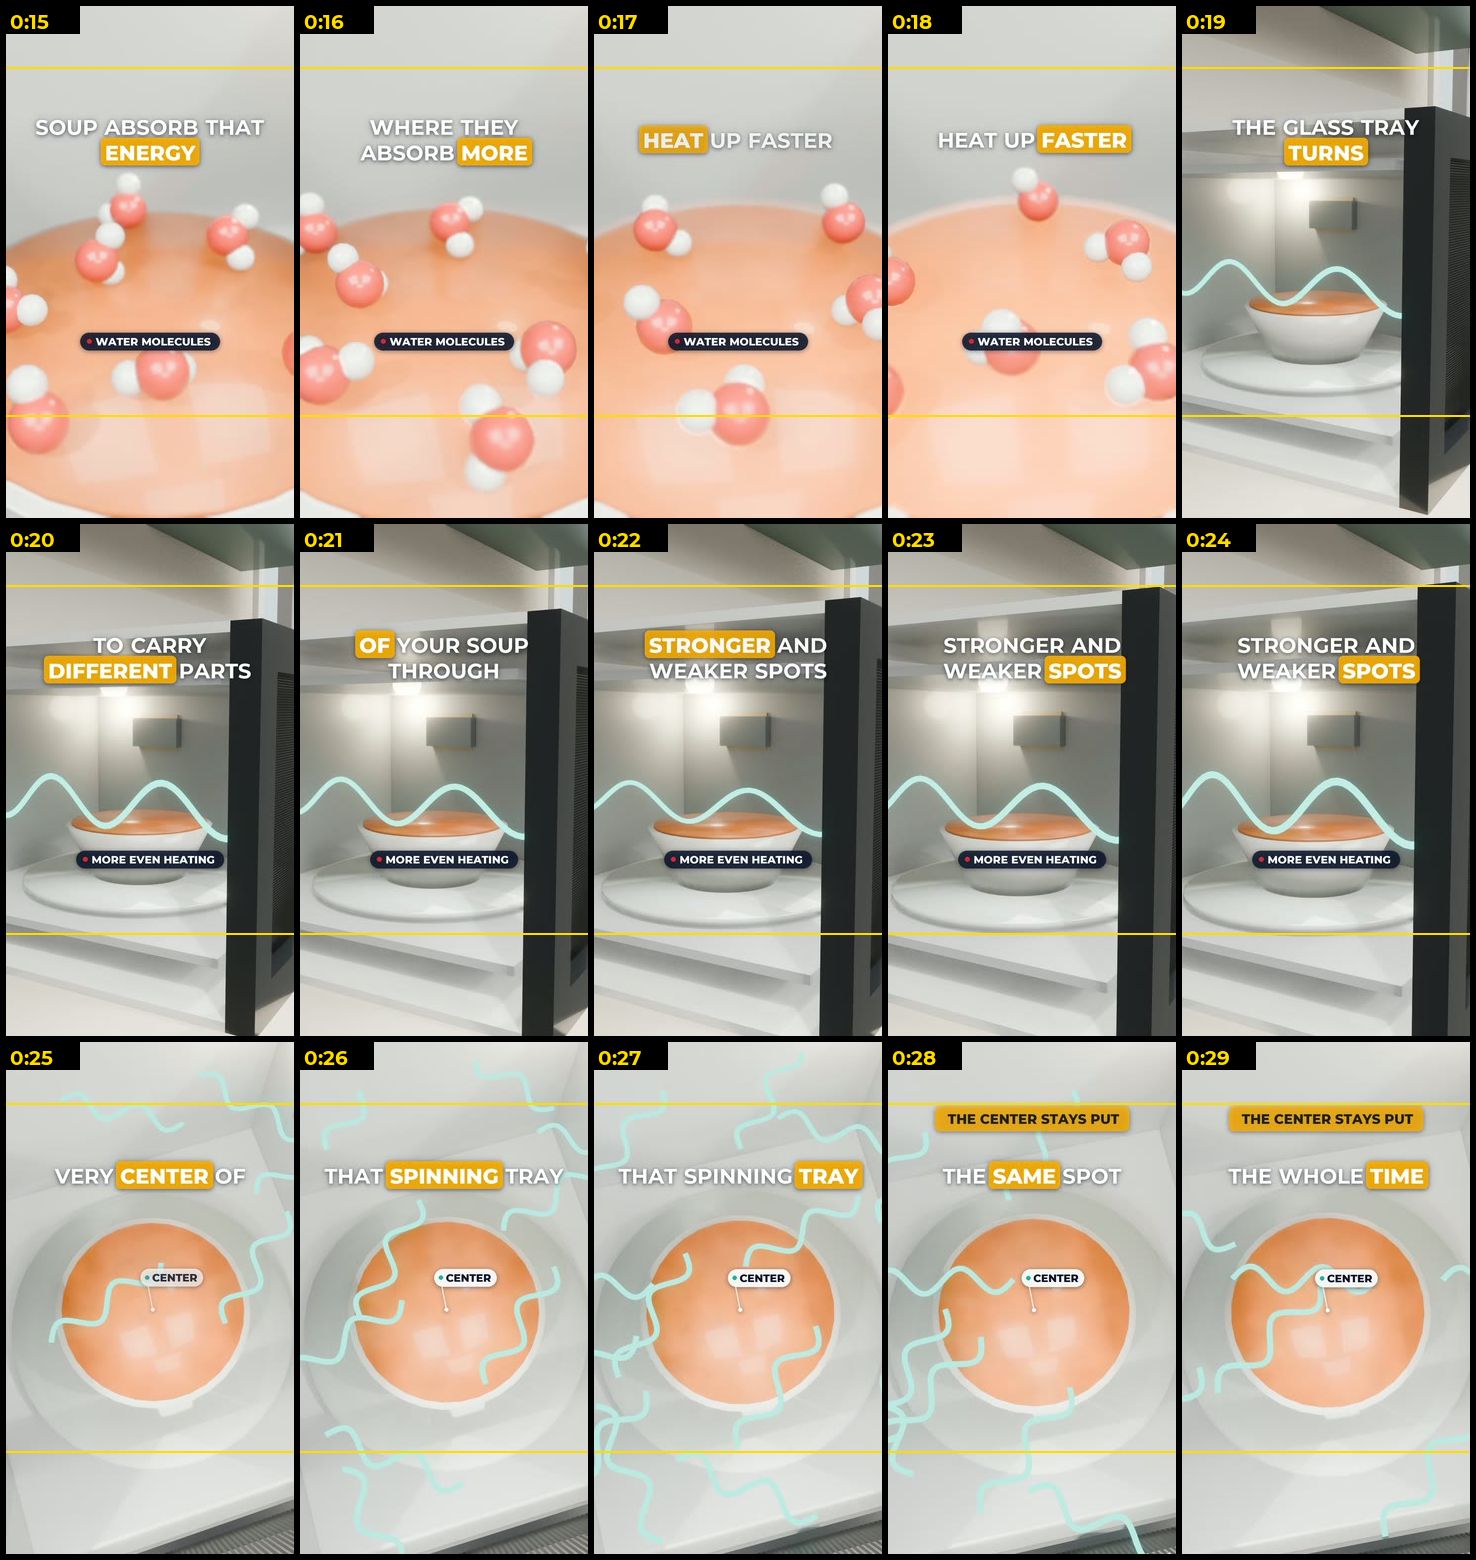 0:15
SOUP ABSORB THAT
ENERGY
WATER MOLECULES
0:16
WHERE THEY
ABSORB MORE
WATER MOLECULES
0:17
HEAT UP FASTER
WATER MOLECULES
0:18
HEAT UP FASTER
WATER MOLECULES
0:19
THE GLASS TRAY
TURNS
0:20
TO CARRY
DIFFERENT PARTS
MORE EVEN HEATING
0:21
OF YOUR SOUP
THROUGH
MORE EVEN HEATING
0:22
STRONGER AND
WEAKER SPOTS
MORE EVEN HEATING
0:23
STRONGER AND
WEAKER SPOTS
MORE EVEN HEATING
0:24
STRONGER AND
WEAKER SPOTS
MORE EVEN HEATING
0:25
VERY CENTER OF
CENTER
0:26
THAT SPINNING TRAY
CENTER
0:27
THAT SPINNING TRAY
CENTER
0:28
THE CENTER STAYS PUT
THE SAME SPOT
CENTER
0:29
THE CENTER STAYS PUT
THE WHOLE TIME
CENTER